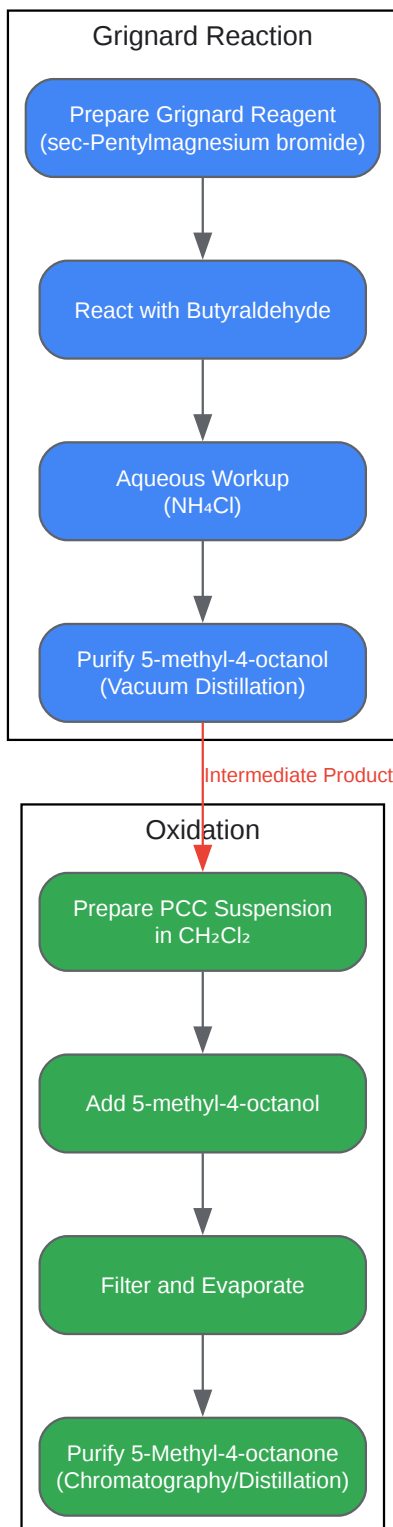 Grignard Reaction
Prepare Grignard Reagent
(sec-Pentylmagnesium bromide)
React with Butyraldehyde
Aqueous Workup
(NH₄Cl)
Purify 5-methyl-4-octanol
(Vacuum Distillation)
Intermediate Product
Oxidation
Prepare PCC Suspension
in CH₂Cl₂
Add 5-methyl-4-octanol
Filter and Evaporate
Purify 5-Methyl-4-octanone
(Chromatography/Distillation)